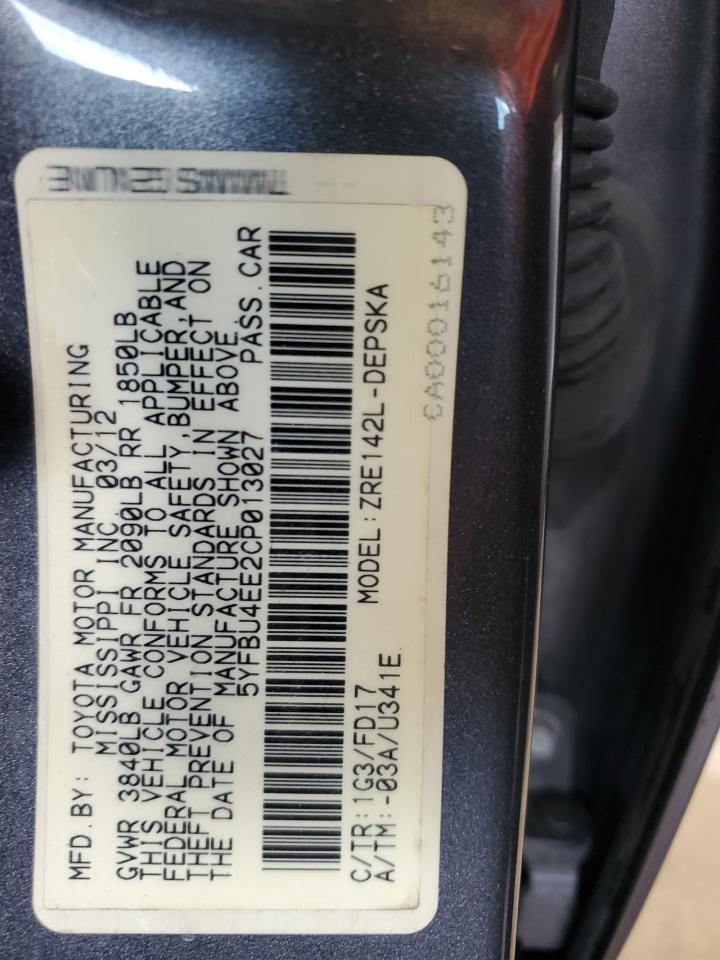 MFD.BY: TOYOTA MOTOR MANUFACTURING
MISSISSIPPI INC 03/12
GVWR 3840LB GAWR FR 2090LB RR 1850LB
THIS VEHICLE CONFORMS TO ALL APPLICABLE
FEDERAL MOTOR VEHICLE SAFETY,BUMPER,AND
THEFT PREVENTION STANDARDS IN EFFECT ON
THE DATE OF MANUFACTURE SHOWN ABOVE.
5YFBU4EE2CP013027 PASS.CAR
C/TR:1G3/FD17 MODEL:ZRE142L-DEPSKA
A/TM:-03A/U341E
CA00016143